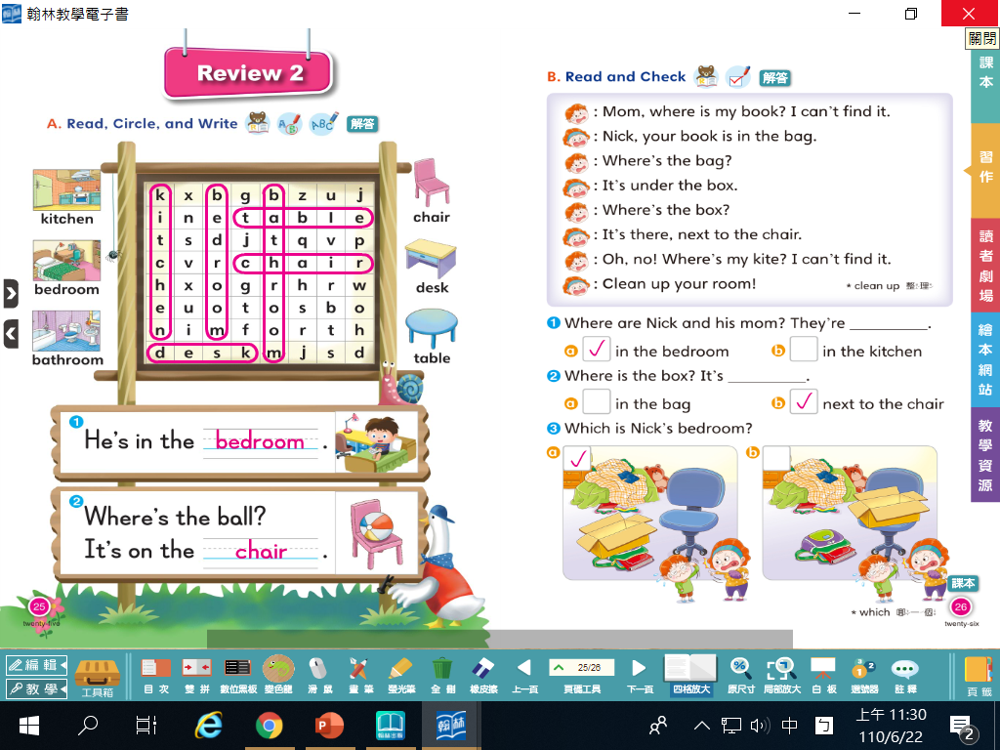 翰林教學電子書
關閉
Review 2
A. Read, Circle, and Write 解答
kitchen
bedroom
bathroom
k x b g b z u j
i n e t a b l e
t s d j t q v p
c v r c h a i r
h x o g r h r w
e u o t o s b o
n i m f o r t h
d e s k m j s d
chair
desk
table
1 He's in the bedroom .
2 Where's the ball?
It's on the chair .
25
twenty-five
B. Read and Check 解答
: Mom, where is my book? I can't find it.
: Nick, your book is in the bag.
: Where's the bag?
: It's under the box.
: Where's the box?
: It's there, next to the chair.
: Oh, no! Where's my kite? I can't find it.
: Clean up your room!
* clean up 整理
1 Where are Nick and his mom? They're __________.
a ✓ in the bedroom b in the kitchen
2 Where is the box? It's __________.
a in the bag b ✓ next to the chair
3 Which is Nick's bedroom?
a ✓ b
* which 哪一個
課本
26
twenty-six
課本
習作
讀者劇場
繪本網站
教學資源
編輯
教學
工具箱
目次
雙拼
數位黑板
變色龍
滑鼠
畫筆
螢光筆
全刪
橡皮擦
上一頁
25/26
頁碼工具
下一頁
四格放大
原尺寸
局部放大
白板
選號器
註釋
頁籤
中
上午 11:30
110/6/22
2